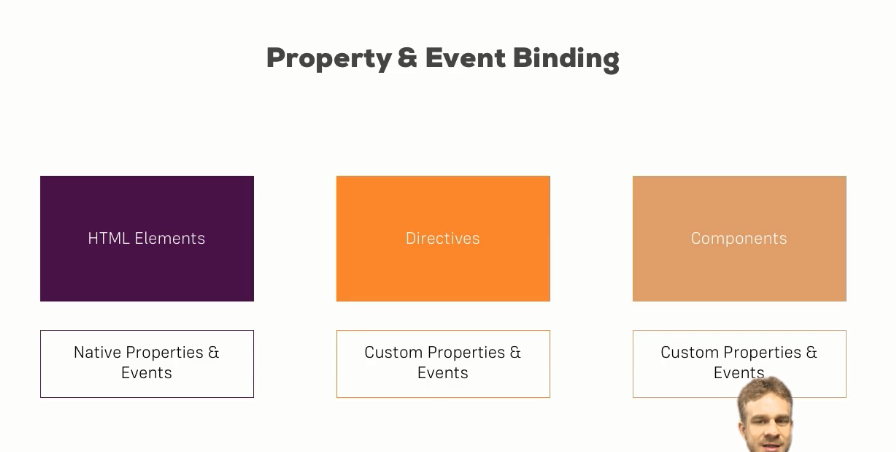 Property & Event Binding
HTML Elements
Directives
Components
Native Properties &
Events
Custom Properties &
Events
Custom Properties &
Events